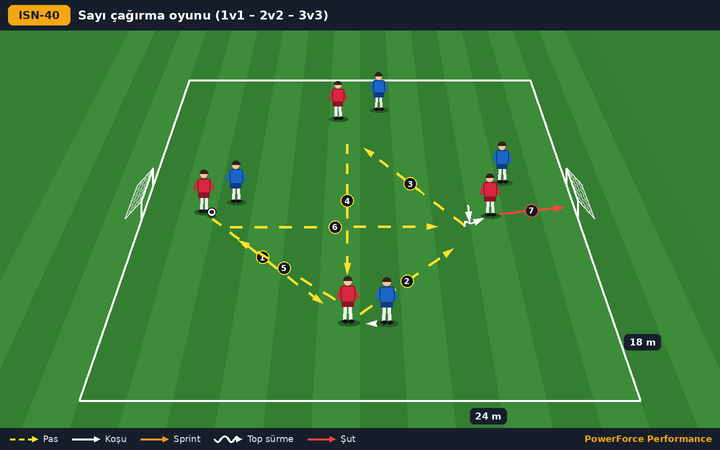 ISN-40 Sayı çağırma oyunu (1v1 – 2v2 – 3v3)
3
4
6
7
1
5
2
18 m
24 m
Pas Koşu Sprint Top sürme Şut PowerForce Performance